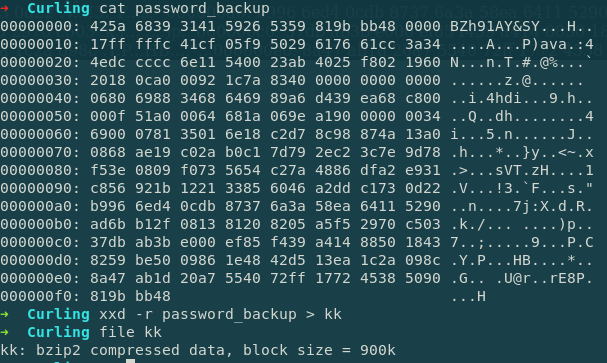 → Curling cat password_backup
00000000: 425a 6839 3141 5926 5359 819b bb48 0000 BZh91AY&SY...H..
00000010: 17ff fffc 41cf 05f9 5029 6176 61cc 3a34 ....A...P)ava.:4
00000020: 4edc cccc 6e11 5400 23ab 4025 f802 1960 N...n.T.#.@%...`
00000030: 2018 0ca0 0092 1c7a 8340 0000 0000 0000  ......z.@......
00000040: 0680 6988 3468 6469 89a6 d439 ea68 c800 ..i.4hdi...9.h..
00000050: 000f 51a0 0064 681a 069e a190 0000 0034 ..Q..dh........4
00000060: 6900 0781 3501 6e18 c2d7 8c98 874a 13a0 i...5.n......J..
00000070: 0868 ae19 c02a b0c1 7d79 2ec2 3c7e 9d78 .h...*..}y..<~.x
00000080: f53e 0809 f073 5654 c27a 4886 dfa2 e931 .>...sVT.zH....1
00000090: c856 921b 1221 3385 6046 a2dd c173 0d22 .V...!3.`F...s."
000000a0: b996 6ed4 0cdb 8737 6a3a 58ea 6411 5290 ..n....7j:X.d.R.
000000b0: ad6b b12f 0813 8120 8205 a5f5 2970 c503 .k./... ....)p..
000000c0: 37db ab3b e000 ef85 f439 a414 8850 1843 7..;.....9...P.C
000000d0: 8259 be50 0986 1e48 42d5 13ea 1c2a 098c .Y.P...HB....*..
000000e0: 8a47 ab1d 20a7 5540 72ff 1772 4538 5090 .G.. .U@r..rE8P.
000000f0: 819b bb48 ...H
→ Curling xxd -r password_backup > kk
→ Curling file kk
kk: bzip2 compressed data, block size = 900k